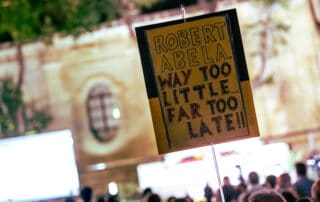 ROBERT
ABELA.
WAY TOO
LITTLE.
FAR TOO
LATE!!